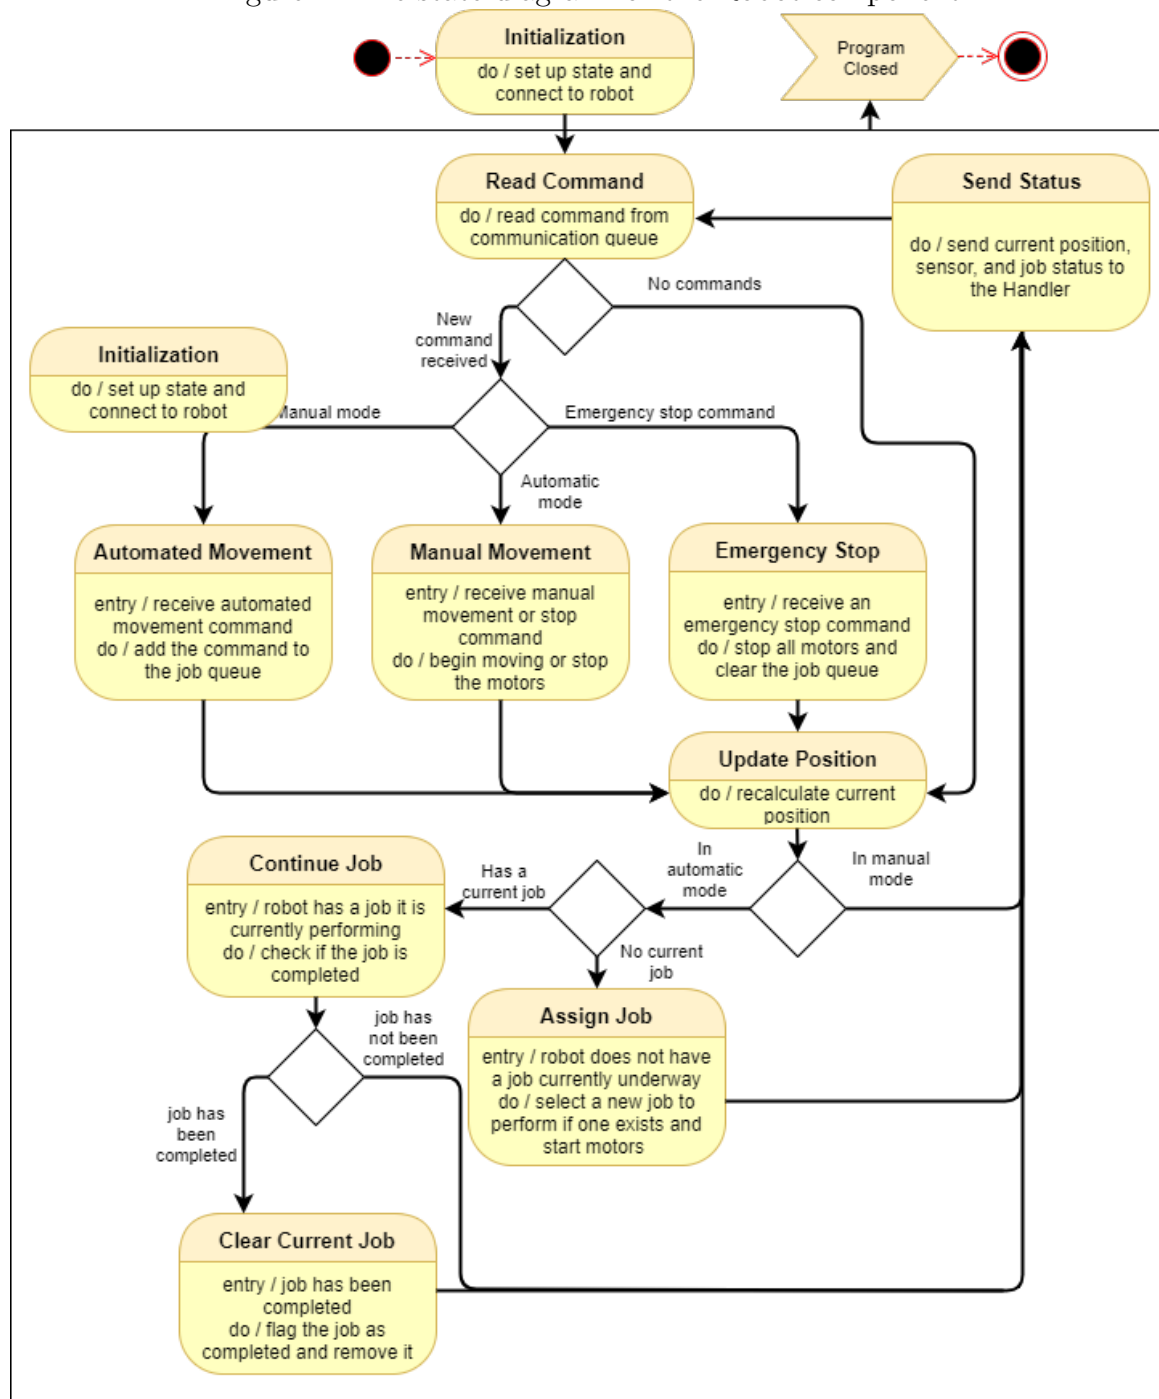 Initialization
do / set up state and
connect to robot
Program
Closed
Read Command
do / read command from
communication queue
Send Status
do / send current position,
sensor, and job status to
the Handler
No commands
New
command
received
Initialization
do / set up state and
connect to robot
Manual mode
Emergency stop command
Automatic
mode
Automated Movement
entry / receive automated
movement command
do / add the command to
the job queue
Manual Movement
entry / receive manual
movement or stop
command
do / begin moving or stop
the motors
Emergency Stop
entry / receive an
emergency stop command
do / stop all motors and
clear the job queue
Update Position
do / recalculate current
position
In
automatic
mode
In manual
mode
Has a
current job
No current
job
Continue Job
entry / robot has a job it is
currently performing
do / check if the job is
completed
Assign Job
entry / robot does not have
a job currently underway
do / select a new job to
perform if one exists and
start motors
job has
not been
completed
job has
been
completed
Clear Current Job
entry / job has been
completed
do / flag the job as
completed and remove it